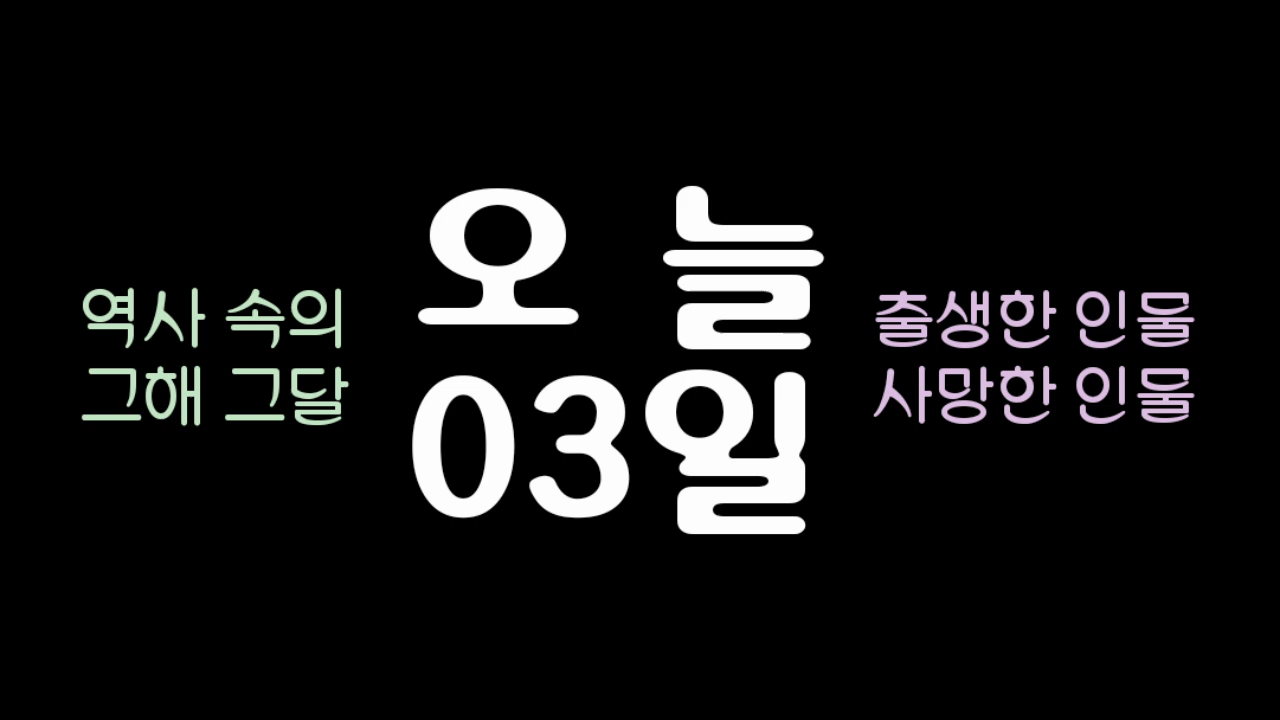 역사 속의
그해 그달
오 늘
03일
출생한 인물
사망한 인물